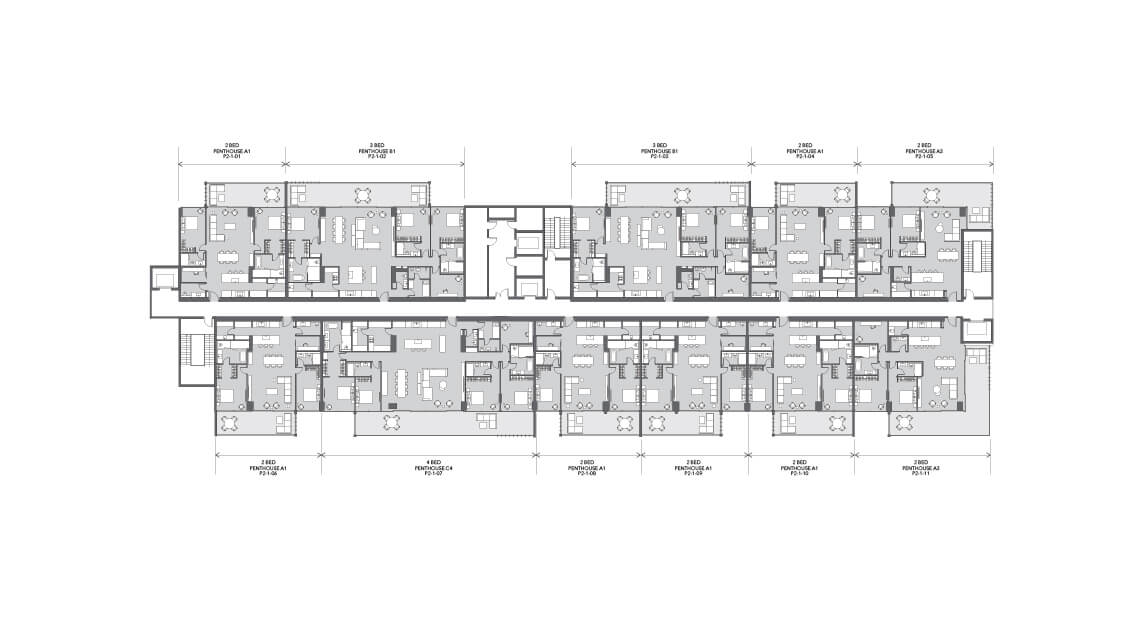 2 BED
PENTHOUSE A1
P2-1-01
3 BED
PENTHOUSE B1
P2-1-02
3 BED
PENTHOUSE B1
P2-1-03
2 BED
PENTHOUSE A1
P2-1-04
2 BED
PENTHOUSE A3
P2-1-05
2 BED
PENTHOUSE A1
P2-1-06
4 BED
PENTHOUSE C4
P2-1-07
2 BED
PENTHOUSE A1
P2-1-08
2 BED
PENTHOUSE A1
P2-1-09
2 BED
PENTHOUSE A1
P2-1-10
2 BED
PENTHOUSE A3
P2-1-11